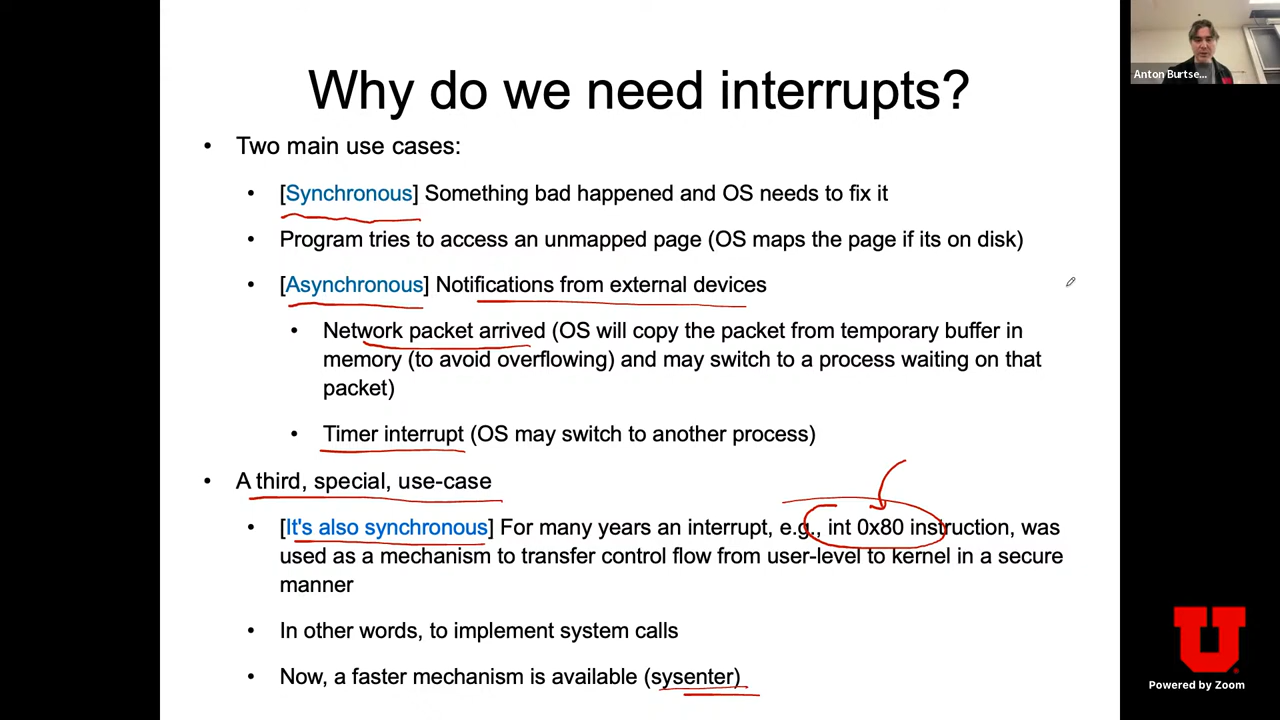 Why do we need interrupts?
Anton Burtse...
• Two main use cases:
• [Synchronous] Something bad happened and OS needs to fix it
• Program tries to access an unmapped page (OS maps the page if its on disk)
• [Asynchronous] Notifications from external devices
• Network packet arrived (OS will copy the packet from temporary buffer in
memory (to avoid overflowing) and may switch to a process waiting on that
packet)
• Timer interrupt (OS may switch to another process)
• A third, special, use-case
• [It's also synchronous] For many years an interrupt, e.g., int 0x80 instruction, was
used as a mechanism to transfer control flow from user-level to kernel in a secure
manner
• In other words, to implement system calls
• Now, a faster mechanism is available (sysenter)
U
Powered by Zoom